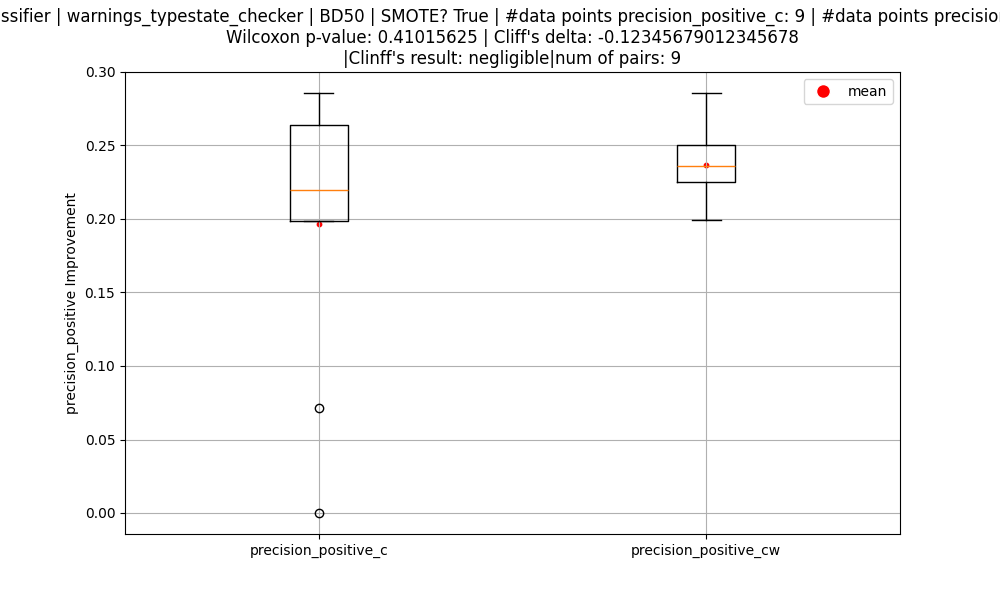 ssifier | warnings_typestate_checker | BD50 | SMOTE? True | #data points precision_positive_c: 9 | #data points precisio
Wilcoxon p-value: 0.41015625 | Cliff's delta: -0.12345679012345678
|Clinff's result: negligible|num of pairs: 9
mean
precision_positive Improvement
0.30
0.25
0.20
0.15
0.10
0.05
0.00
precision_positive_c
precision_positive_cw